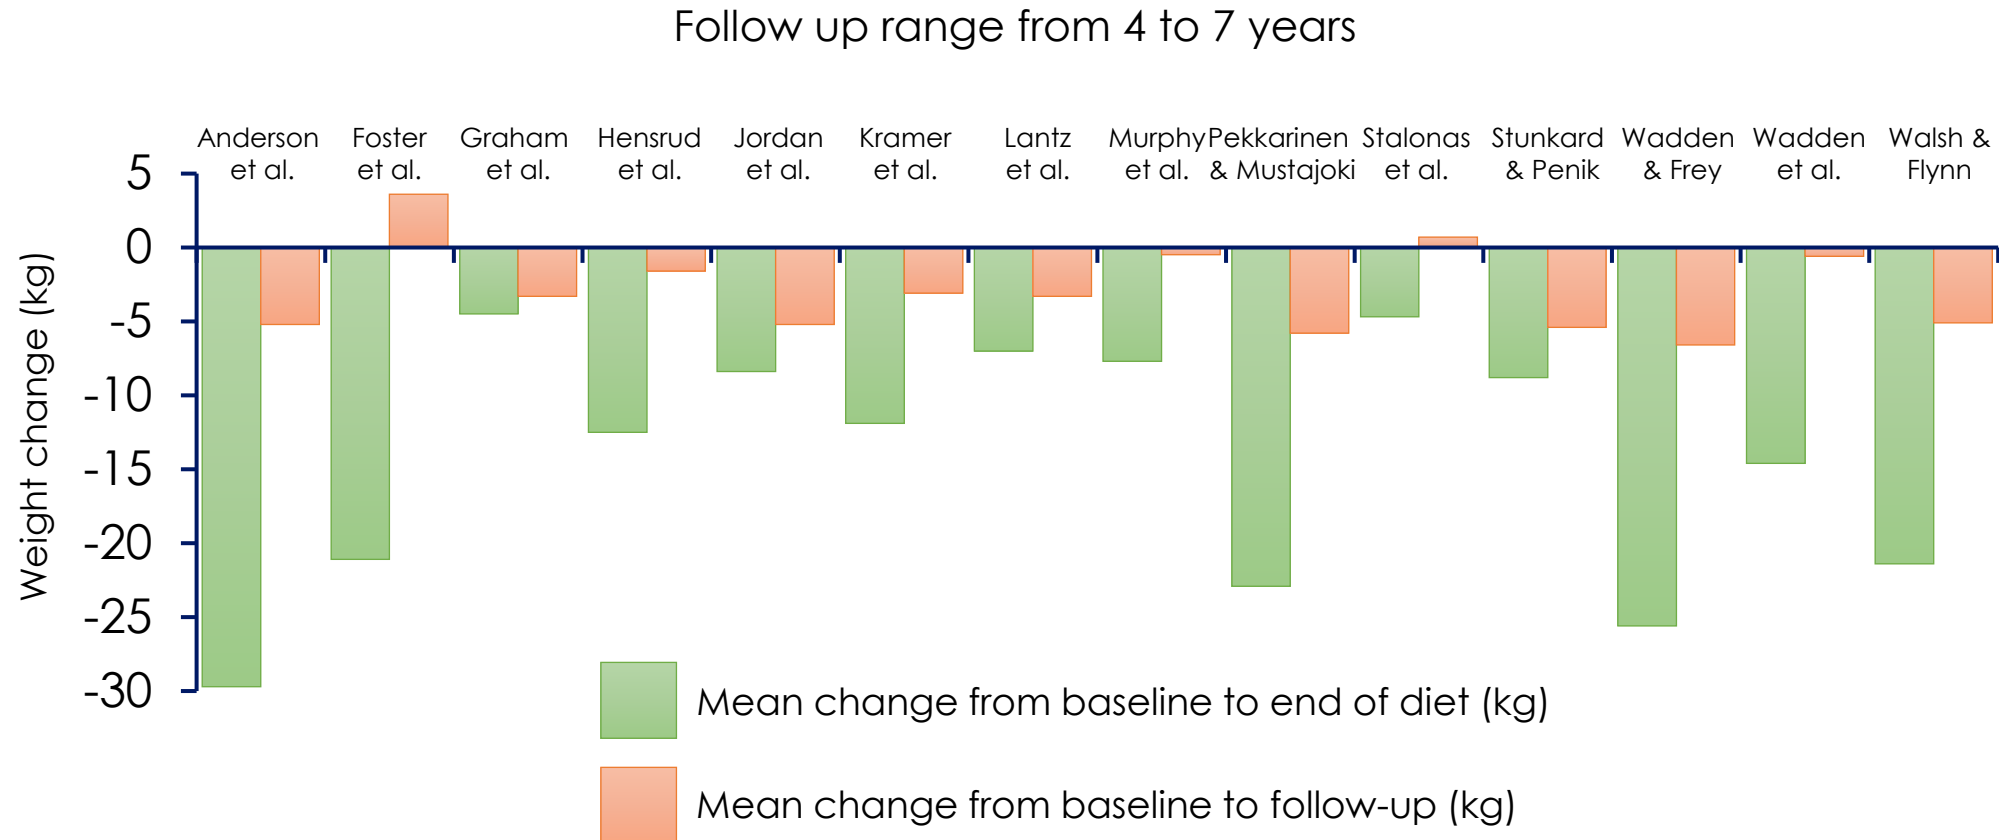 Follow up range from 4 to 7 years
Anderson
et al.
Foster
et al.
Graham
et al.
Hensrud
et al.
Jordan
et al.
Kramer
et al.
Lantz
et al.
Murphy
et al.
Pekkarinen
& Mustajoki
Stalonas
et al.
Stunkard
& Penik
Wadden
& Frey
Wadden
et al.
Walsh &
Flynn
Weight change (kg)
5
0
-5
-10
-15
-20
-25
-30
Mean change from baseline to end of diet (kg)
Mean change from baseline to follow-up (kg)